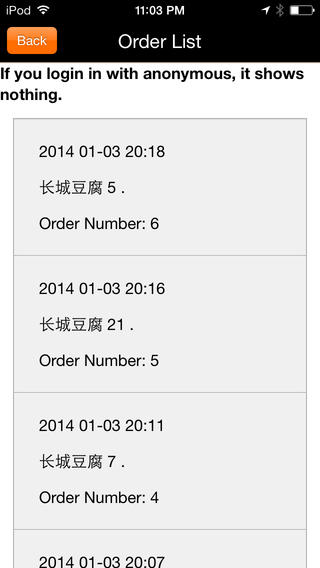 iPod 11:03 PM
Back Order List
If you login in with anonymous, it shows
nothing.
2014 01-03 20:18
长城豆腐 5 .
Order Number: 6
2014 01-03 20:16
长城豆腐 21 .
Order Number: 5
2014 01-03 20:11
长城豆腐 7 .
Order Number: 4
2014 01-03 20:07